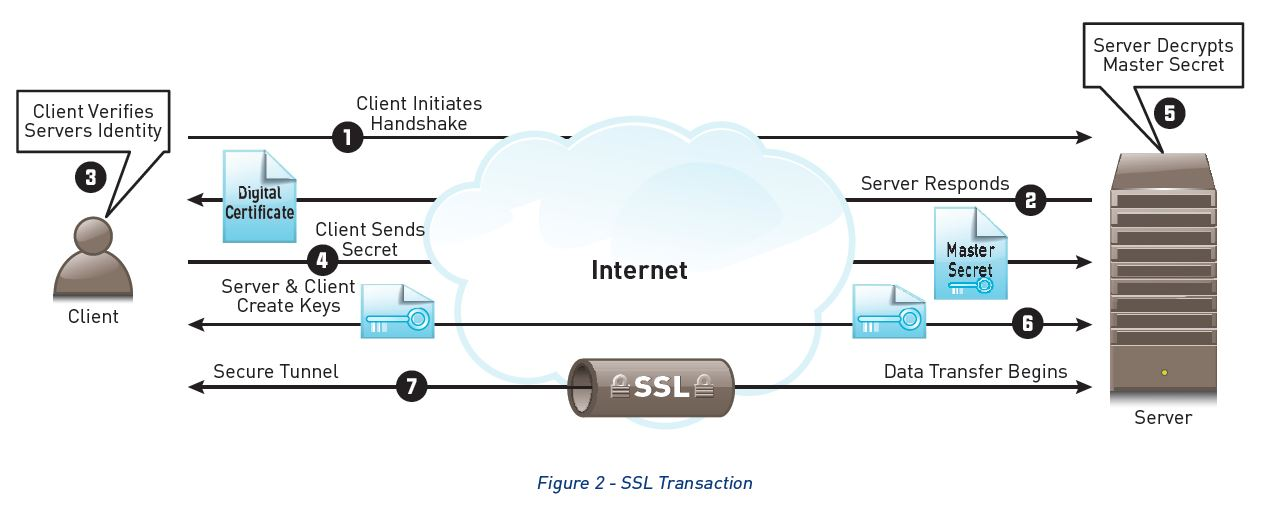 Server Decrypts
Master Secret
5
Client Verifies
Servers Identity
3
Client Initiates
Handshake
1
Digital
Certificate
Server Responds
2
Client Sends
Secret
4
Master
Secret
Internet
Server & Client
Create Keys
6
Client
Secure Tunnel
7
SSL
Data Transfer Begins
Server
Figure 2 - SSL Transaction